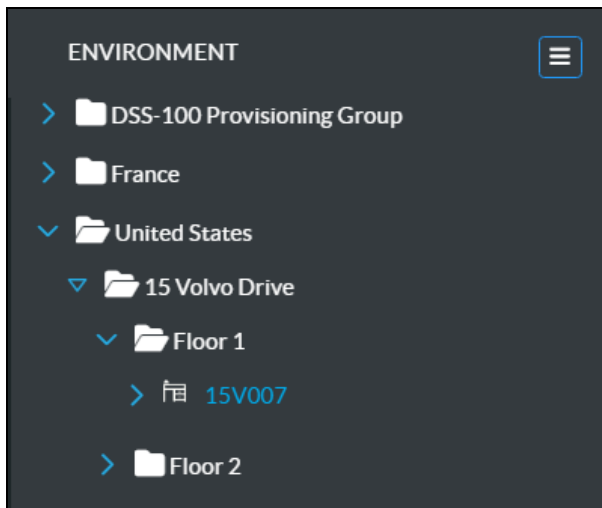 ENVIRONMENT
DSS-100 Provisioning Group
France
United States
15 Volvo Drive
Floor 1
15V007
Floor 2